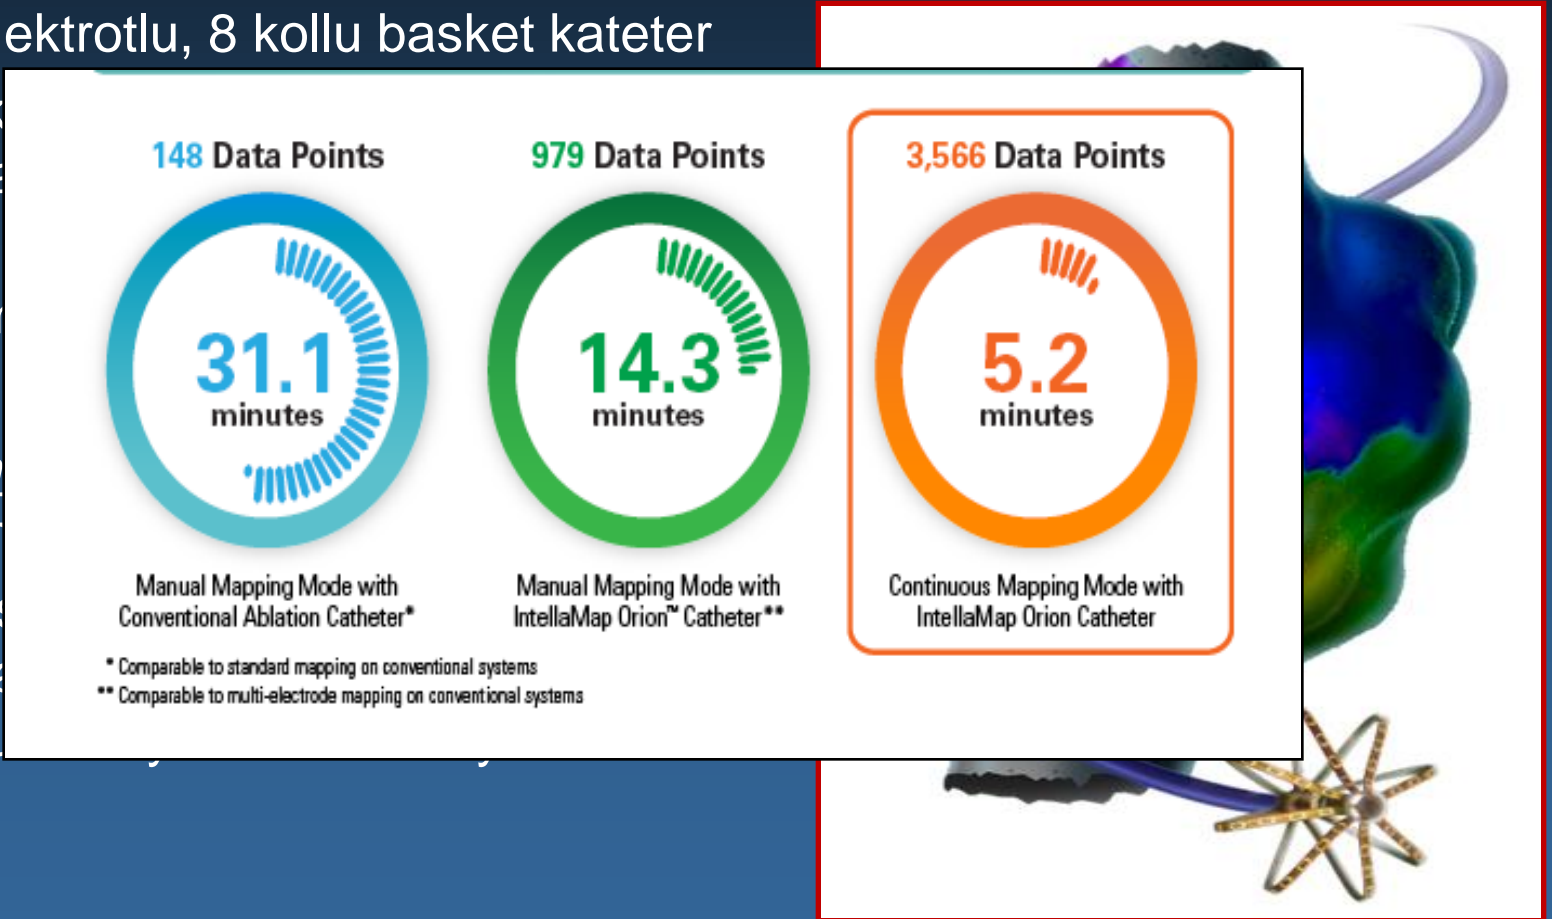 ektrotlu, 8 kollu basket kateter
148 Data Points
31.1
minutes
Manual Mapping Mode with
Conventional Ablation Catheter*
979 Data Points
14.3
minutes
Manual Mapping Mode with
IntellaMap Orion™ Catheter**
3,566 Data Points
5.2
minutes
Continuous Mapping Mode with
IntellaMap Orion Catheter
* Comparable to standard mapping on conventional systems
** Comparable to multi-electrode mapping on conventional systems